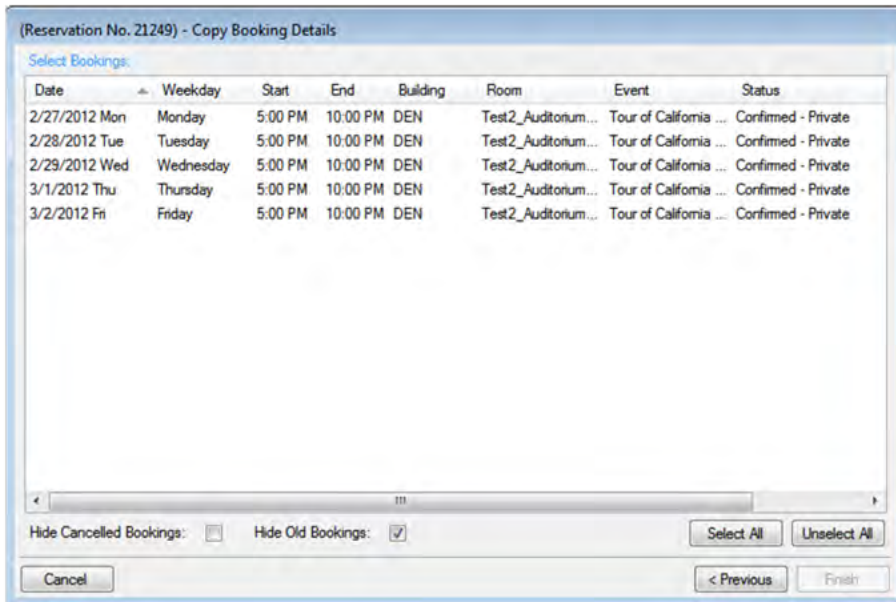 (Reservation No. 21249) - Copy Booking Details
Select Bookings:
Date Weekday Start End Building Room Event Status
2/27/2012 Mon Monday 5:00 PM 10:00 PM DEN Test2_Auditorium... Tour of California ... Confirmed - Private
2/28/2012 Tue Tuesday 5:00 PM 10:00 PM DEN Test2_Auditorium... Tour of California ... Confirmed - Private
2/29/2012 Wed Wednesday 5:00 PM 10:00 PM DEN Test2_Auditorium... Tour of California ... Confirmed - Private
3/1/2012 Thu Thursday 5:00 PM 10:00 PM DEN Test2_Auditorium... Tour of California ... Confirmed - Private
3/2/2012 Fri Friday 5:00 PM 10:00 PM DEN Test2_Auditorium... Tour of California ... Confirmed - Private
Hide Cancelled Bookings: Hide Old Bookings: Select All Unselect All
Cancel < Previous Finish